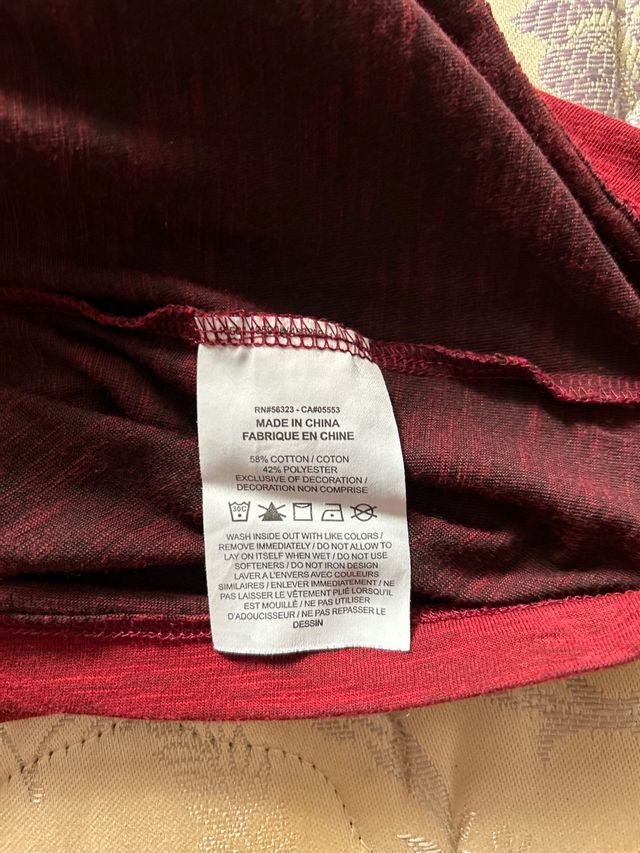 RN#56323 - CA#05553
MADE IN CHINA
FABRIQUE EN CHINE
58% COTTON / COTON
42% POLYESTER
EXCLUSIVE OF DECORATION /
DECORATION NON COMPRISE
30C
WASH INSIDE OUT WITH LIKE COLORS /
REMOVE IMMEDIATELY / DO NOT ALLOW TO
LAY ON ITSELF WHEN WET / DO NOT USE
SOFTENERS / DO NOT IRON DESIGN
LAVER A L'ENVERS AVEC COULEURS
SIMILAIRES / ENLEVER IMMEDIATEMENT / NE
PAS LAISSER LE VÊTEMENT PLIÉ LORSQU'IL
EST MOUILLÉ / NE PAS UTILISER
D'ADOUCISSEUR / NE PAS REPASSER LE
DESSIN